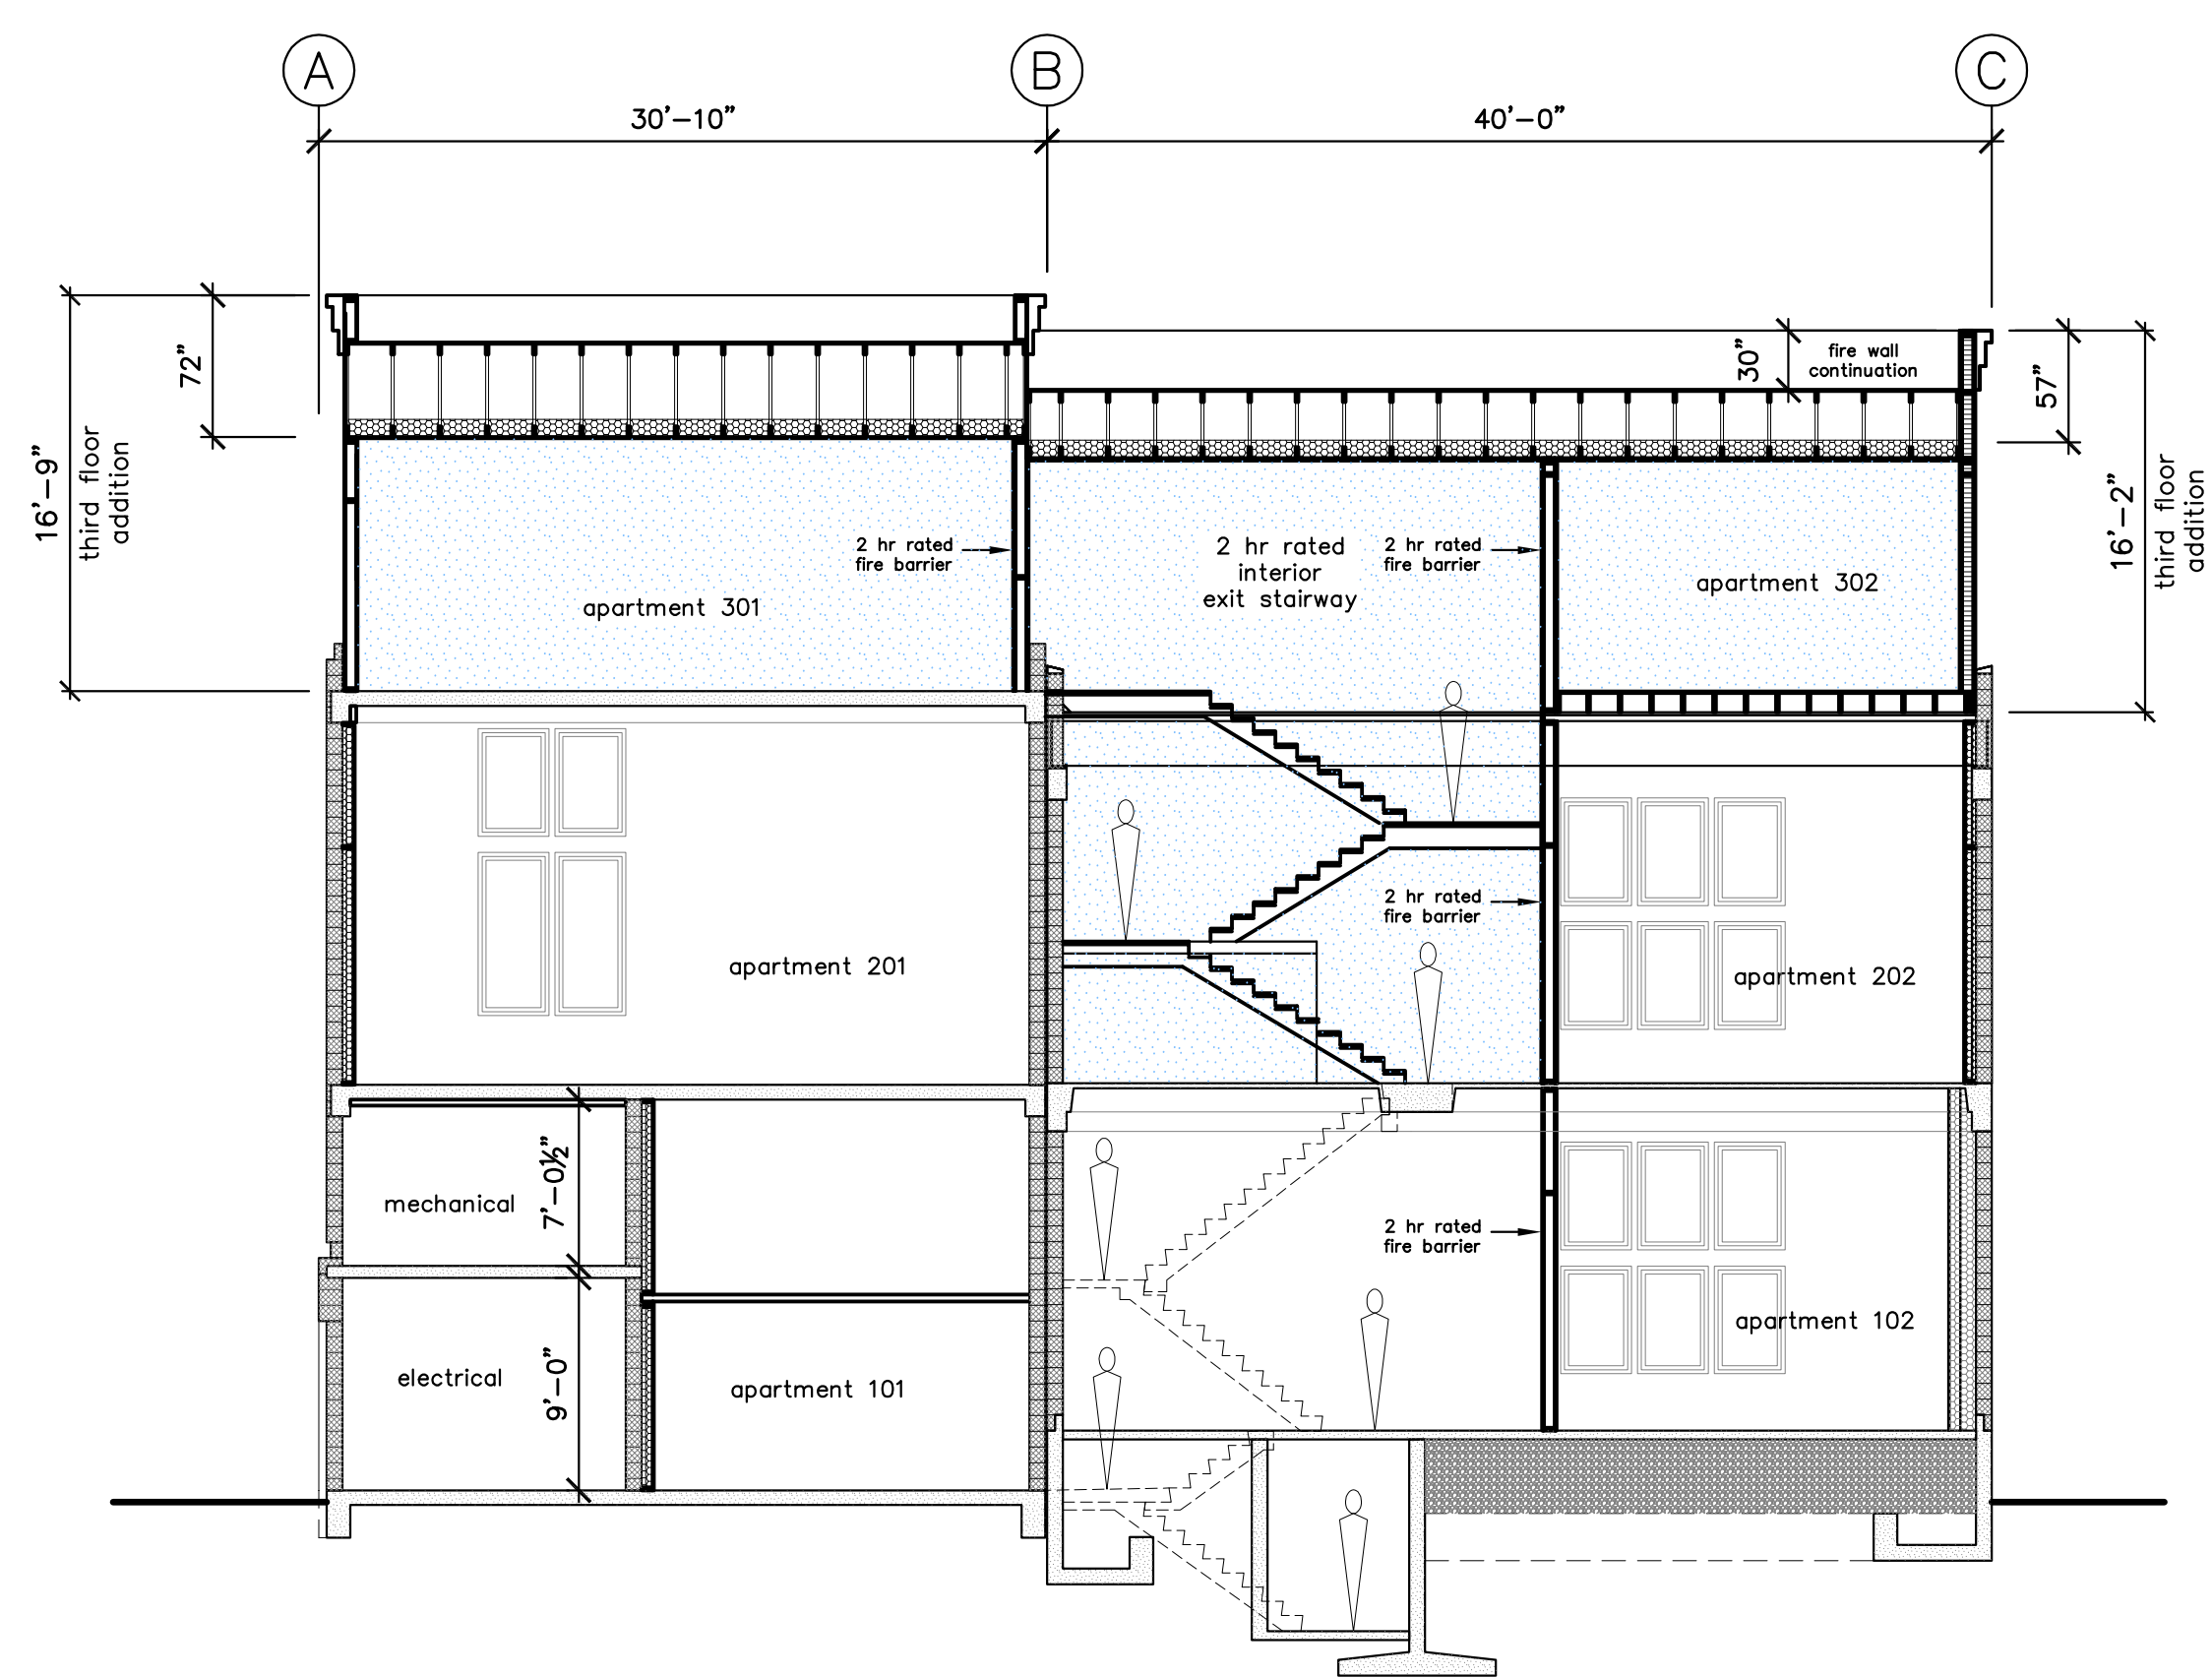 A
B
C
30'-10"
40'-0"
72"
16'-9"
third floor
addition
30"
fire wall
continuation
57"
16'-2"
third floor
addition
2 hr rated
fire barrier
apartment 301
2 hr rated
interior
exit stairway
2 hr rated
fire barrier
apartment 302
apartment 201
2 hr rated
fire barrier
apartment 202
mechanical
7'-0½"
2 hr rated
fire barrier
electrical
9'-0"
apartment 101
apartment 102